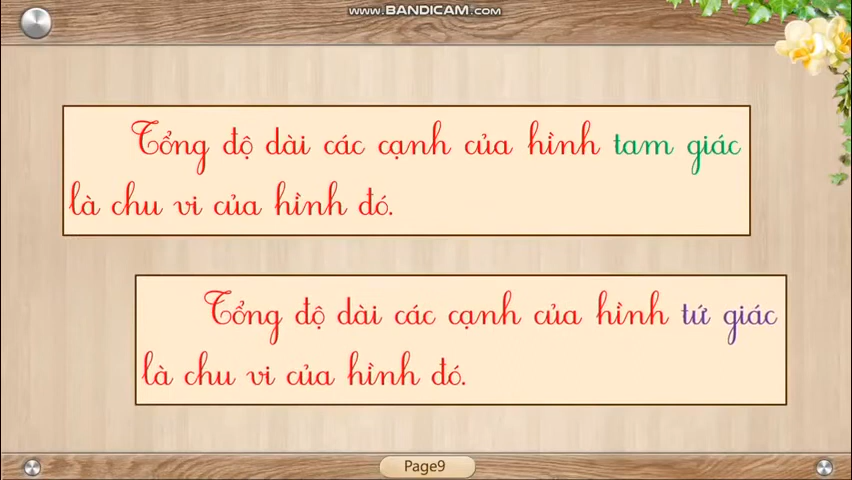 www.BANDICAM.com
Tổng độ dài các cạnh của hình tam giác
là chu vi của hình đó.
Tổng độ dài các cạnh của hình tứ giác
là chu vi của hình đó.
Page9